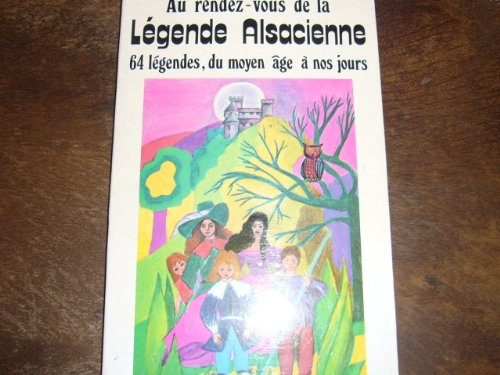 Au rendez-vous de la
Légende Alsacienne
64 légendes, du moyen âge à nos jours